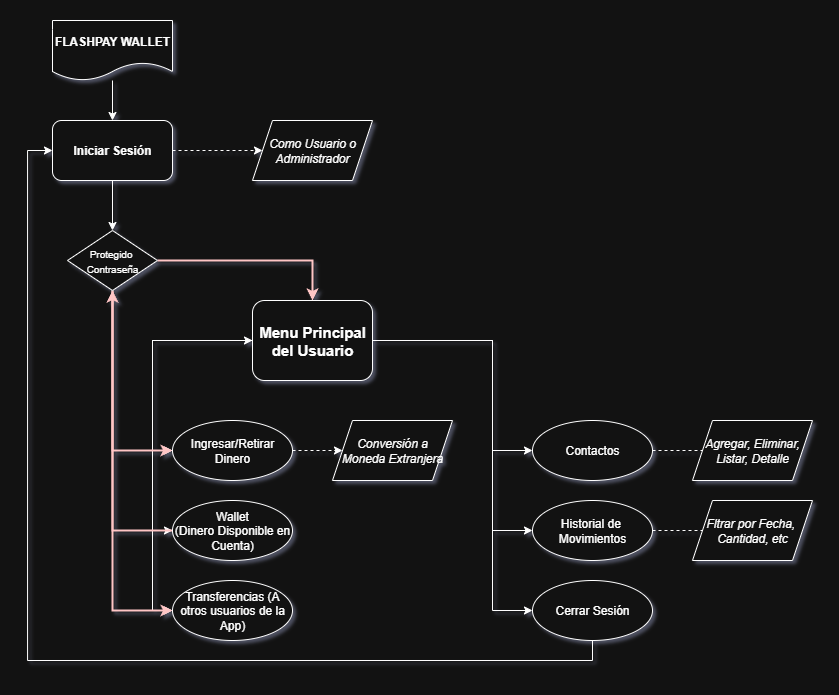 FLASHPAY WALLET
Iniciar Sesión
Como Usuario o
Administrador
Protegido
Contraseña
Menu Principal
del Usuario
Ingresar/Retirar
Dinero
Conversión a
Moneda Extranjera
Contactos
Agregar, Eliminar,
Listar, Detalle
Wallet
(Dinero Disponible en
Cuenta)
Historial de
Movimientos
FItrar por Fecha,
Cantidad, etc
Transferencias (A
otros usuarios de la
App)
Cerrar Sesión